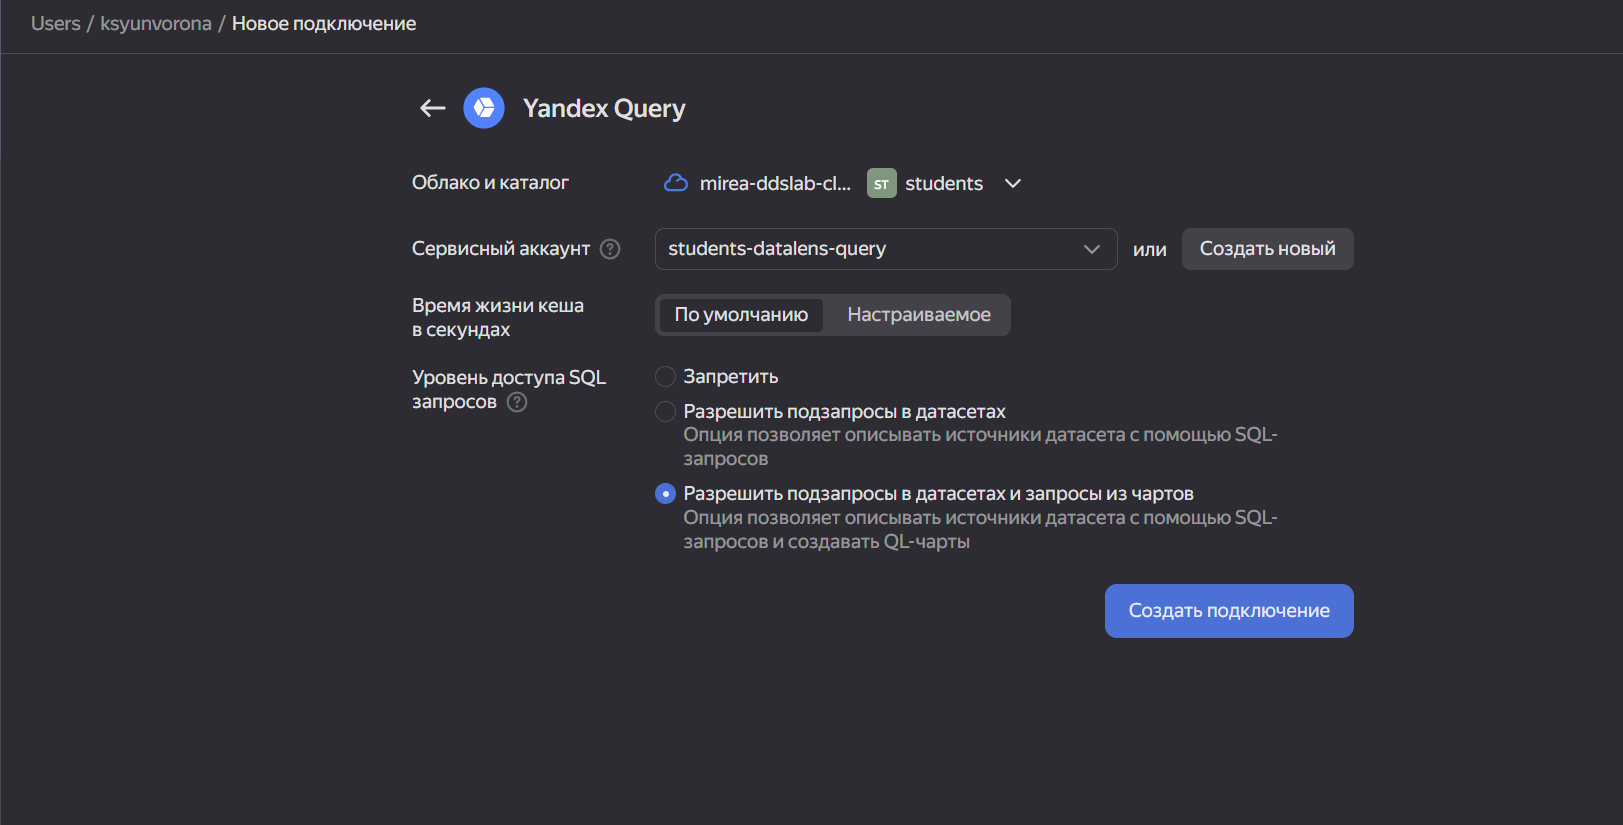 Users / ksyunvorona / Новое подключение
Yandex Query
Облако и каталог
mirea-ddslab-cl... ST students
Сервисный аккаунт ?
students-datalens-query
или
Создать новый
Время жизни кеша
в секундах
По умолчанию Настраиваемое
Уровень доступа SQL
запросов ?
Запретить
Разрешить подзапросы в датасетах
Опция позволяет описывать источники датасета с помощью SQL-
запросов
Разрешить подзапросы в датасетах и запросы из чартов
Опция позволяет описывать источники датасета с помощью SQL-
запросов и создавать QL-чарты
Создать подключение